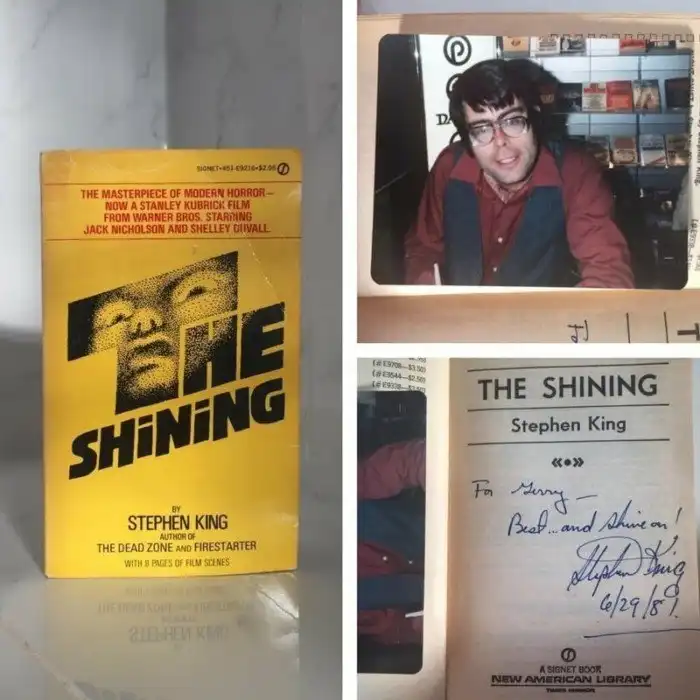 SIGNET•451-E9216•$2.95
THE MASTERPIECE OF MODERN HORROR—
NOW A STANLEY KUBRICK FILM
FROM WARNER BROS. STARRING
JACK NICHOLSON AND SHELLEY DUVALL.
THE
SHiNiNG
BY
STEPHEN KING
AUTHOR OF
THE DEAD ZONE AND FIRESTARTER
WITH 8 PAGES OF FILM SCENES
THE SHINING
Stephen King
«•»
For Gerry —
Best...and shine on!
Stephen King
6/29/81
A SIGNET BOOK
NEW AMERICAN LIBRARY
TIMES MIRROR